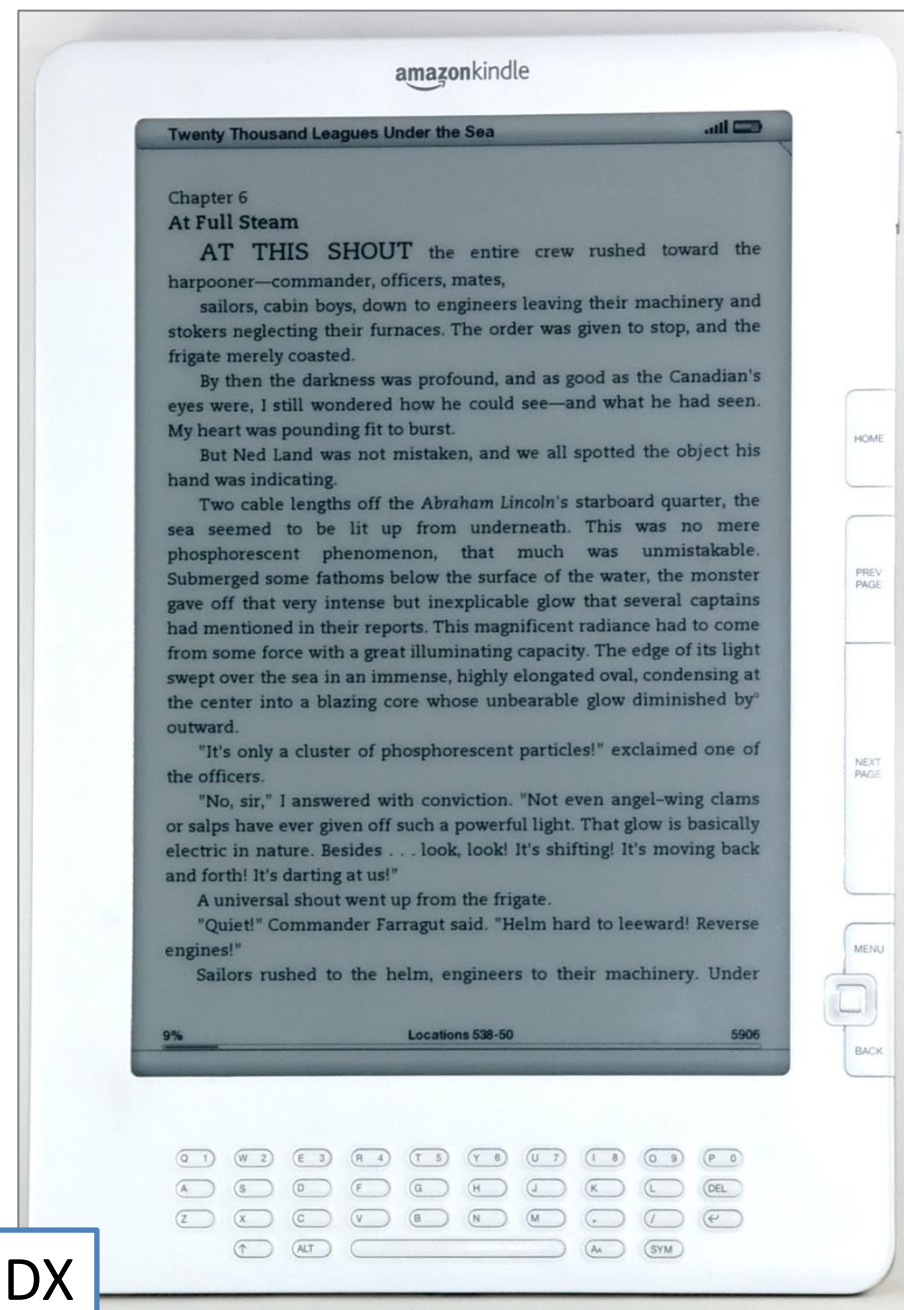 amazonkindle
Twenty Thousand Leagues Under the Sea
Chapter 6
At Full Steam
AT THIS SHOUT the entire crew rushed toward the
harpooner—commander, officers, mates,
sailors, cabin boys, down to engineers leaving their machinery and
stokers neglecting their furnaces. The order was given to stop, and the
frigate merely coasted.
By then the darkness was profound, and as good as the Canadian's
eyes were, I still wondered how he could see—and what he had seen.
My heart was pounding fit to burst.
But Ned Land was not mistaken, and we all spotted the object his
hand was indicating.
Two cable lengths off the Abraham Lincoln's starboard quarter, the
sea seemed to be lit up from underneath. This was no mere
phosphorescent phenomenon, that much was unmistakable.
Submerged some fathoms below the surface of the water, the monster
gave off that very intense but inexplicable glow that several captains
had mentioned in their reports. This magnificent radiance had to come
from some force with a great illuminating capacity. The edge of its light
swept over the sea in an immense, highly elongated oval, condensing at
the center into a blazing core whose unbearable glow diminished by°
outward.
"It's only a cluster of phosphorescent particles!" exclaimed one of
the officers.
"No, sir," I answered with conviction. "Not even angel-wing clams
or salps have ever given off such a powerful light. That glow is basically
electric in nature. Besides . . . look, look! It's shifting! It's moving back
and forth! It's darting at us!"
A universal shout went up from the frigate.
"Quiet!" Commander Farragut said. "Helm hard to leeward! Reverse
engines!"
Sailors rushed to the helm, engineers to their machinery. Under
9% Locations 538-50 5906
HOME
PREV
PAGE
NEXT
PAGE
MENU
BACK
Q 1 W 2 E 3 R 4 T 5 Y 6 U 7 I 8 O 9 P 0
A S D F G H J K L DEL
Z X C V B N M . / ↵
↑ ALT AA SYM
DX